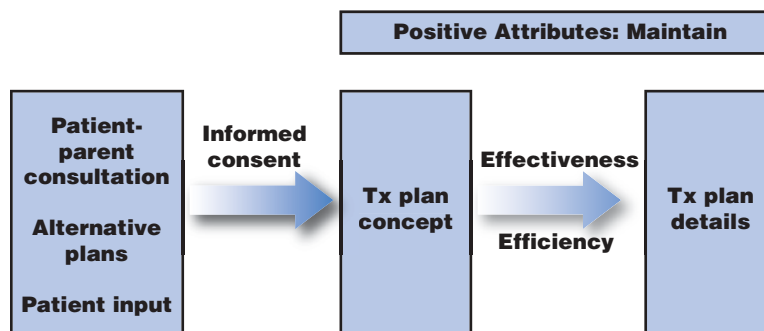 Positive Attributes: Maintain
Patient-
parent
consultation
Alternative
plans
Patient input
Informed
consent
Tx plan
concept
Effectiveness
Efficiency
Tx plan
details